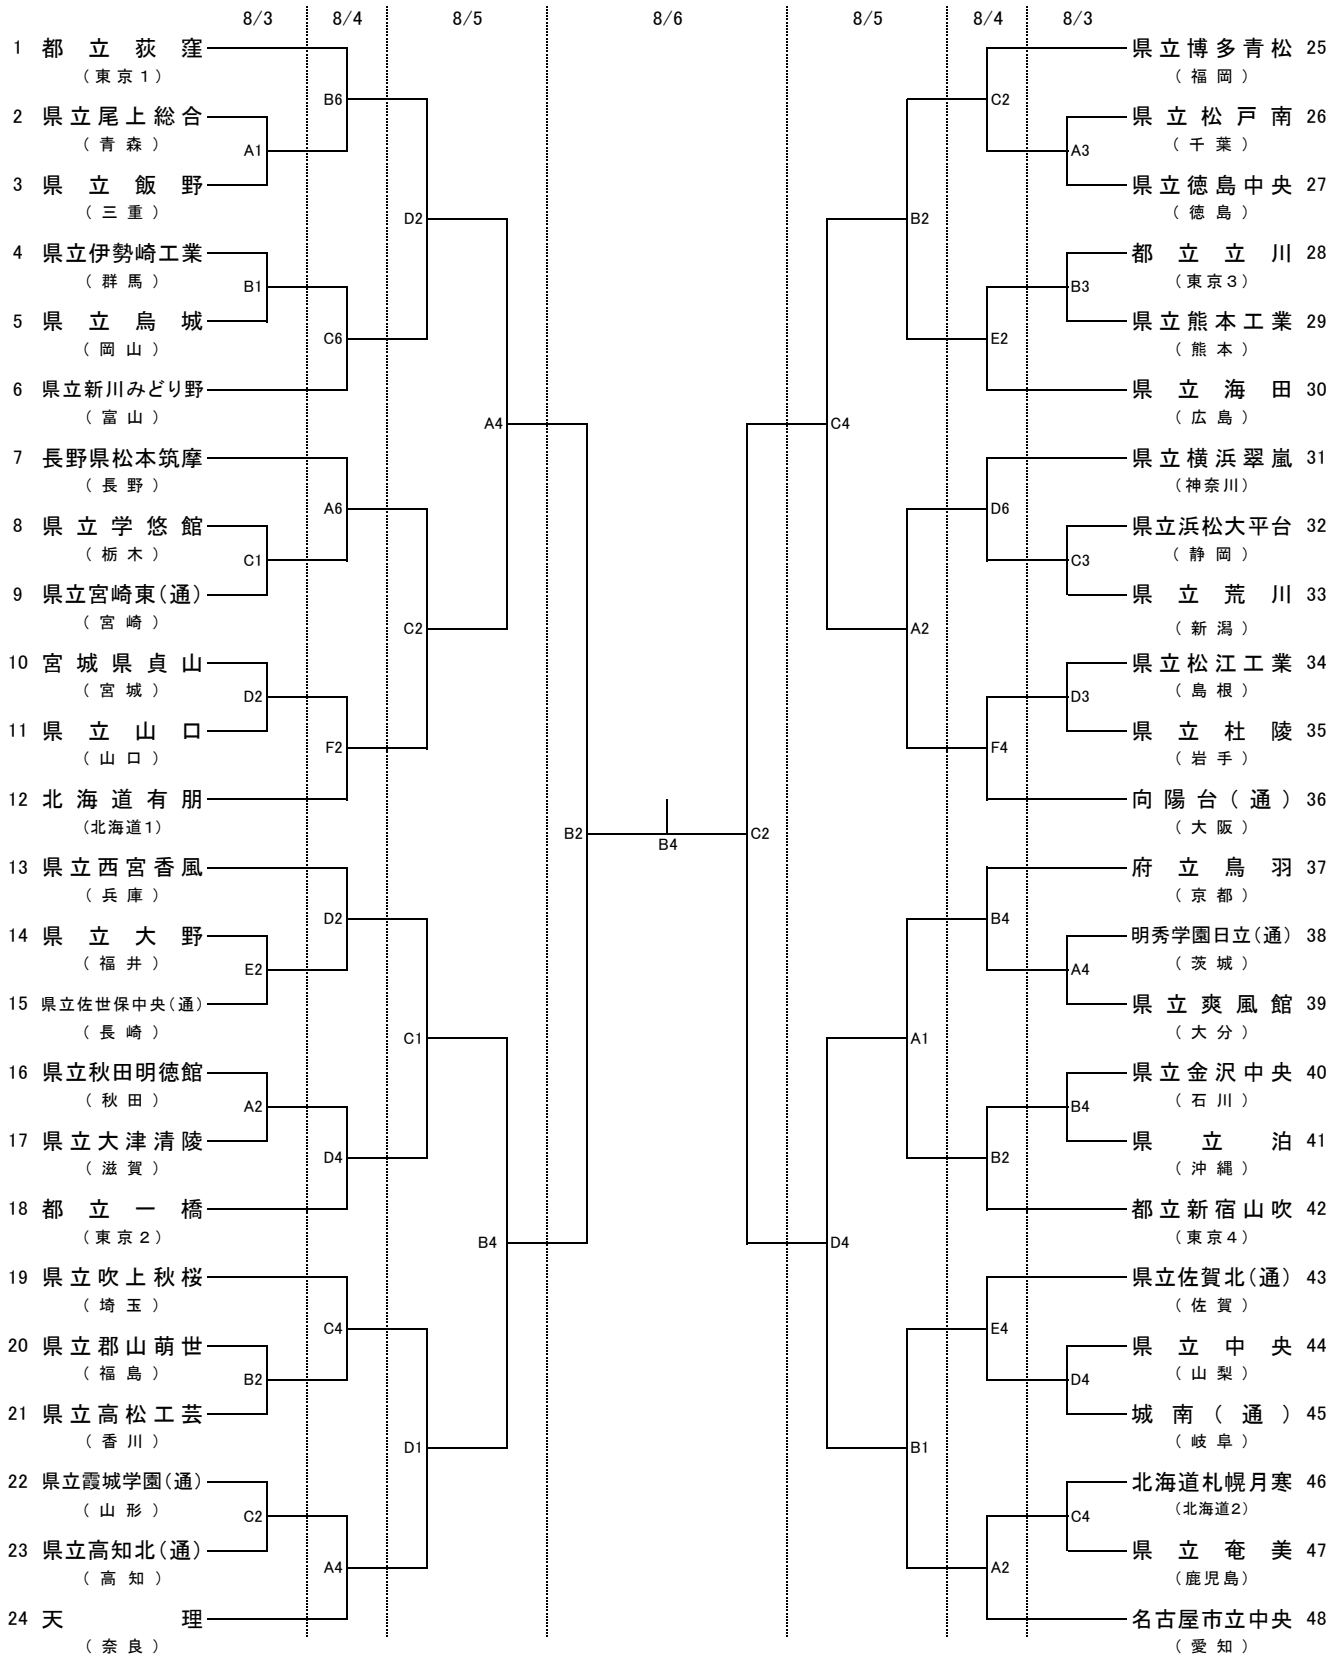 8/3 8/4 8/5 8/6 8/5 8/4 8/3
1 都立荻窪
(東京1)
B6
2 県立尾上総合
(青森)
A1
3 県立飯野
(三重)
D2
4 県立伊勢崎工業
(群馬)
B1
5 県立烏城
(岡山)
C6
6 県立新川みどり野
(富山)
A4
7 長野県松本筑摩
(長野)
A6
8 県立学悠館
(栃木)
C1
9 県立宮崎東(通)
(宮崎)
C2
10 宮城県貞山
(宮城)
D2
11 県立山口
(山口)
F2
12 北海道有朋
(北海道1)
B2
13 県立西宮香風
(兵庫)
D2
14 県立大野
(福井)
E2
15 県立佐世保中央(通)
(長崎)
C1
16 県立秋田明徳館
(秋田)
A2
17 県立大津清陵
(滋賀)
D4
18 都立一橋
(東京2)
B4
19 県立吹上秋桜
(埼玉)
C4
20 県立郡山萌世
(福島)
B2
21 県立高松工芸
(香川)
D1
22 県立霞城学園(通)
(山形)
C2
23 県立高知北(通)
(高知)
A4
24 天理
(奈良)
B4
県立博多青松 25
(福岡)
C2
県立松戸南 26
(千葉)
A3
県立徳島中央 27
(徳島)
B2
都立立川 28
(東京3)
B3
県立熊本工業 29
(熊本)
E2
県立海田 30
(広島)
C4
県立横浜翠嵐 31
(神奈川)
D6
県立浜松大平台 32
(静岡)
C3
県立荒川 33
(新潟)
A2
県立松江工業 34
(島根)
D3
県立杜陵 35
(岩手)
F4
向陽台(通) 36
(大阪)
C2
府立鳥羽 37
(京都)
B4
明秀学園日立(通) 38
(茨城)
A4
県立爽風館 39
(大分)
A1
県立金沢中央 40
(石川)
B4
県立泊 41
(沖縄)
B2
都立新宿山吹 42
(東京4)
D4
県立佐賀北(通) 43
(佐賀)
E4
県立中央 44
(山梨)
D4
城南(通) 45
(岐阜)
B1
北海道札幌月寒 46
(北海道2)
C4
県立奄美 47
(鹿児島)
A2
名古屋市立中央 48
(愛知)